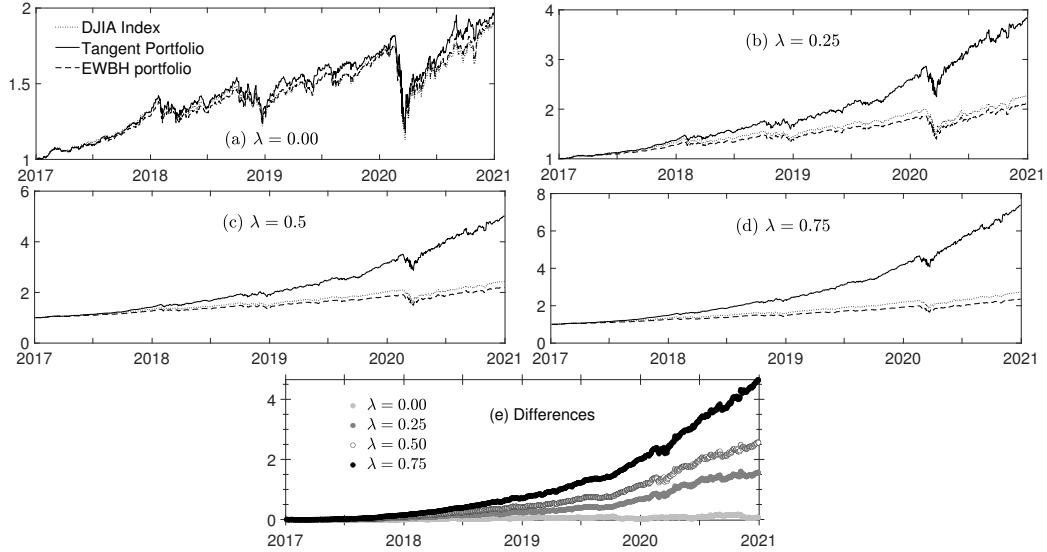 DJIA Index
Tangent Portfolio
EWBH portfolio
(a) λ = 0.00
2
1.5
1
2017 2018 2019 2020 2021
(b) λ = 0.25
4
3
2
1
2017 2018 2019 2020 2021
(c) λ = 0.5
6
4
2
0
2017 2018 2019 2020 2021
(d) λ = 0.75
8
6
4
2
0
2017 2018 2019 2020 2021
(e) Differences
λ = 0.00
λ = 0.25
λ = 0.50
λ = 0.75
4
2
0
2017 2018 2019 2020 2021